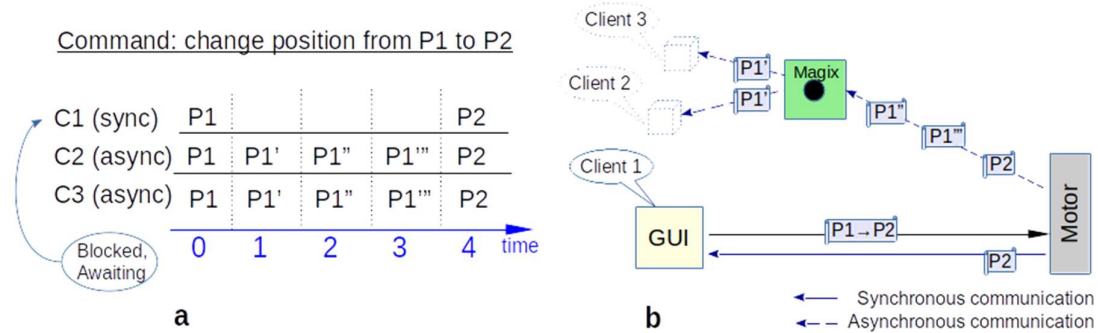 Command: change position from P1 to P2
C1 (sync) P1 P2
C2 (async) P1 P1' P1” P1’” P2
C3 (async) P1 P1' P1” P1’” P2
0 1 2 3 4 time
Blocked,
Awaiting
a
Client 3
Client 2
P1'
P1'
Magix
P1”
P1’”
P2
Client 1
GUI
P1→P2
P2
Motor
Synchronous communication
Asynchronous communication
b